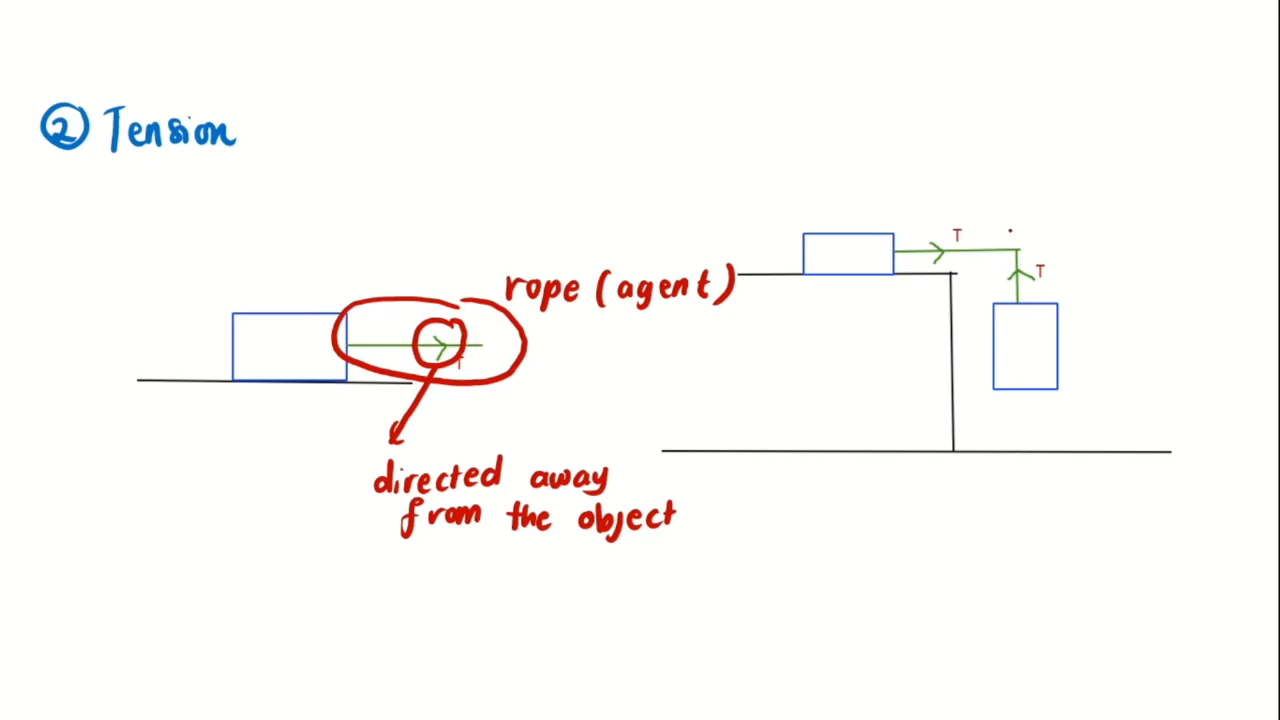 ② Tension
T
T
rope (agent)
T
directed away
from the object